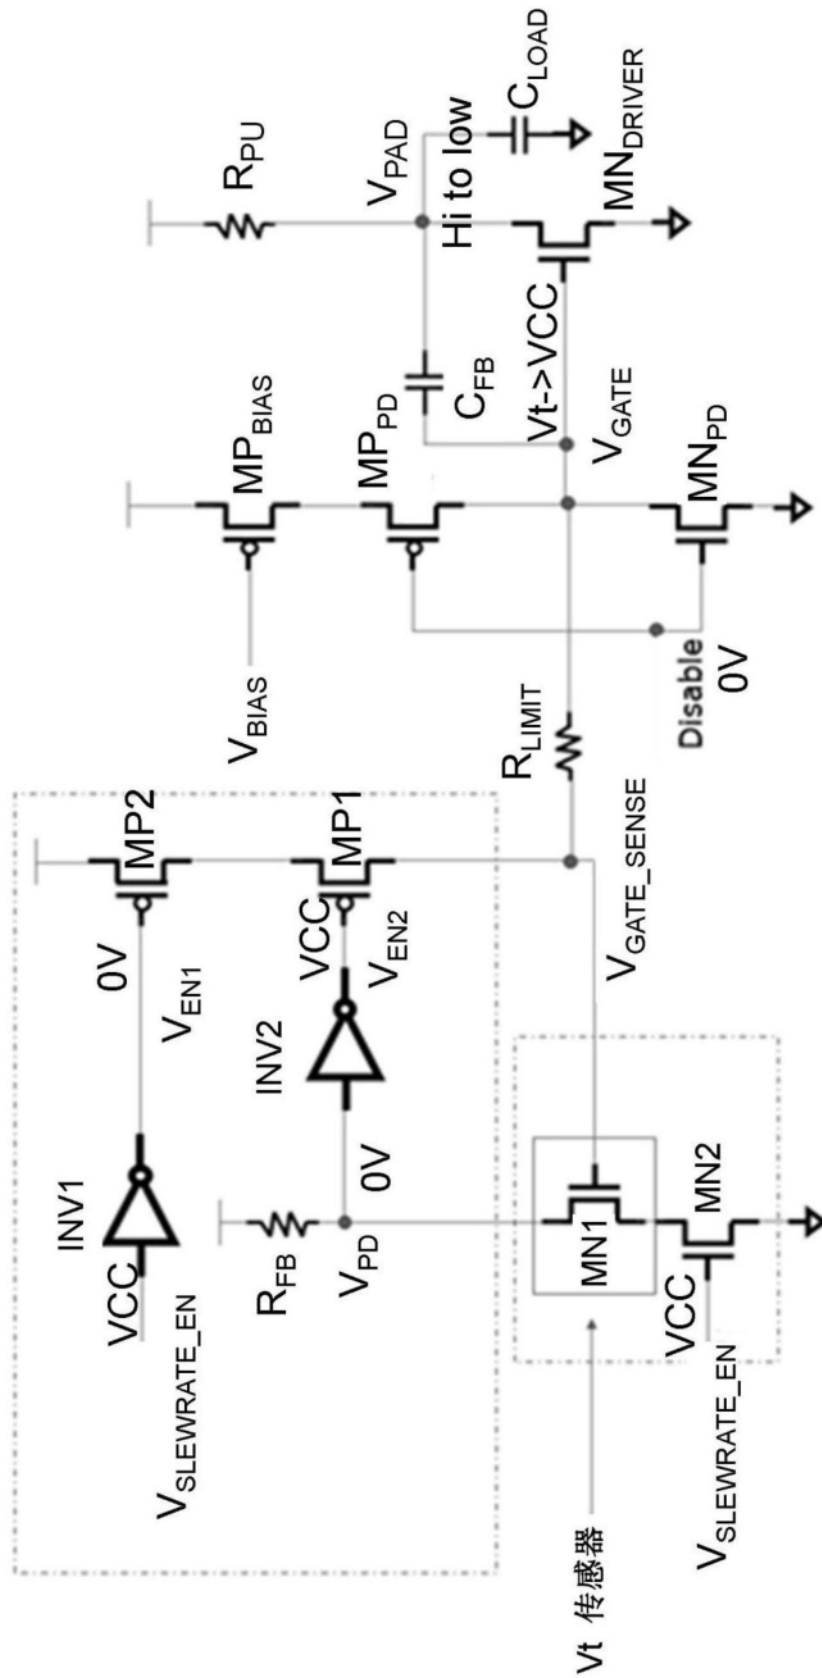 INV1
VCC
V_SLEWRATE_EN
0V
V_EN1
MP2
R_FB
V_PD
0V
INV2
VCC
V_EN2
MP1
V_BIAS
MP_BIAS
MP_PD
R_PU
V_PAD
Hi to low
C_LOAD
C_FB
Vt->VCC
MN_DRIVER
V_GATE
R_LIMIT
V_GATE_SENSE
Disable
0V
MN_PD
Vt 传感器
MN1
MN2
VCC
V_SLEWRATE_EN